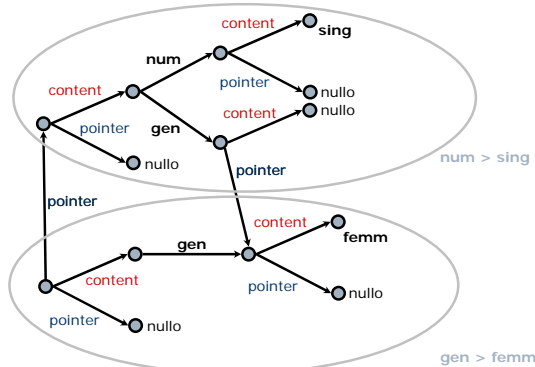 content
sing
num
content
pointer
nullo
content
nullo
gen
pointer
nullo
num > sing
pointer
pointer
content
femm
gen
content
pointer
nullo
pointer
nullo
gen > femm